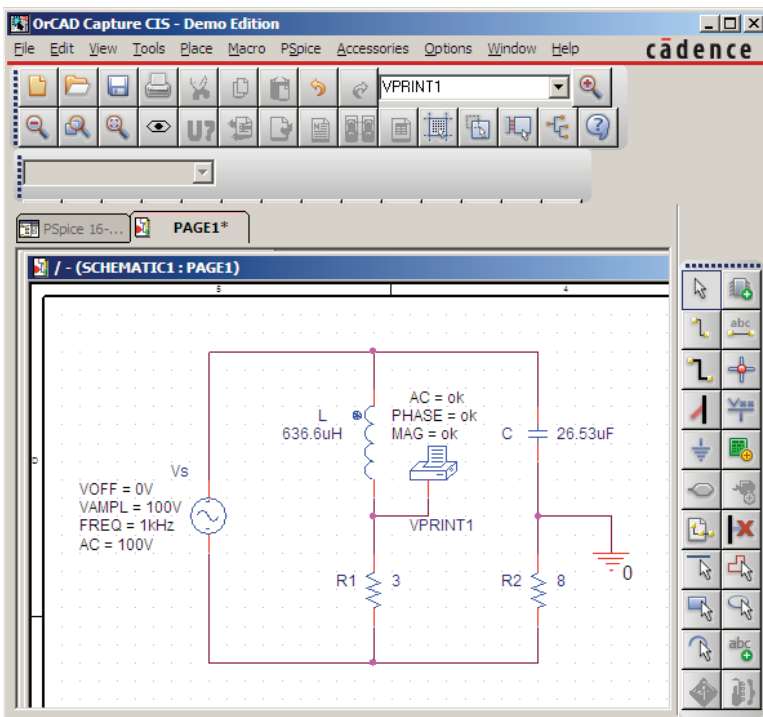 OrCAD Capture CIS - Demo Edition
File Edit View Tools Place Macro PSpice Accessories Options Window Help cādence
VPRINT1
U?
PSpice 16-... PAGE1*
/ - (SCHEMATIC1 : PAGE1)
5 4
abc
AC = ok
L PHASE = ok
636.6uH MAG = ok C 26.53uF
D
Vs
VOFF = 0V
VAMPL = 100V
FREQ = 1kHz
AC = 100V
VPRINT1
R1 3 R2 8 0
abc